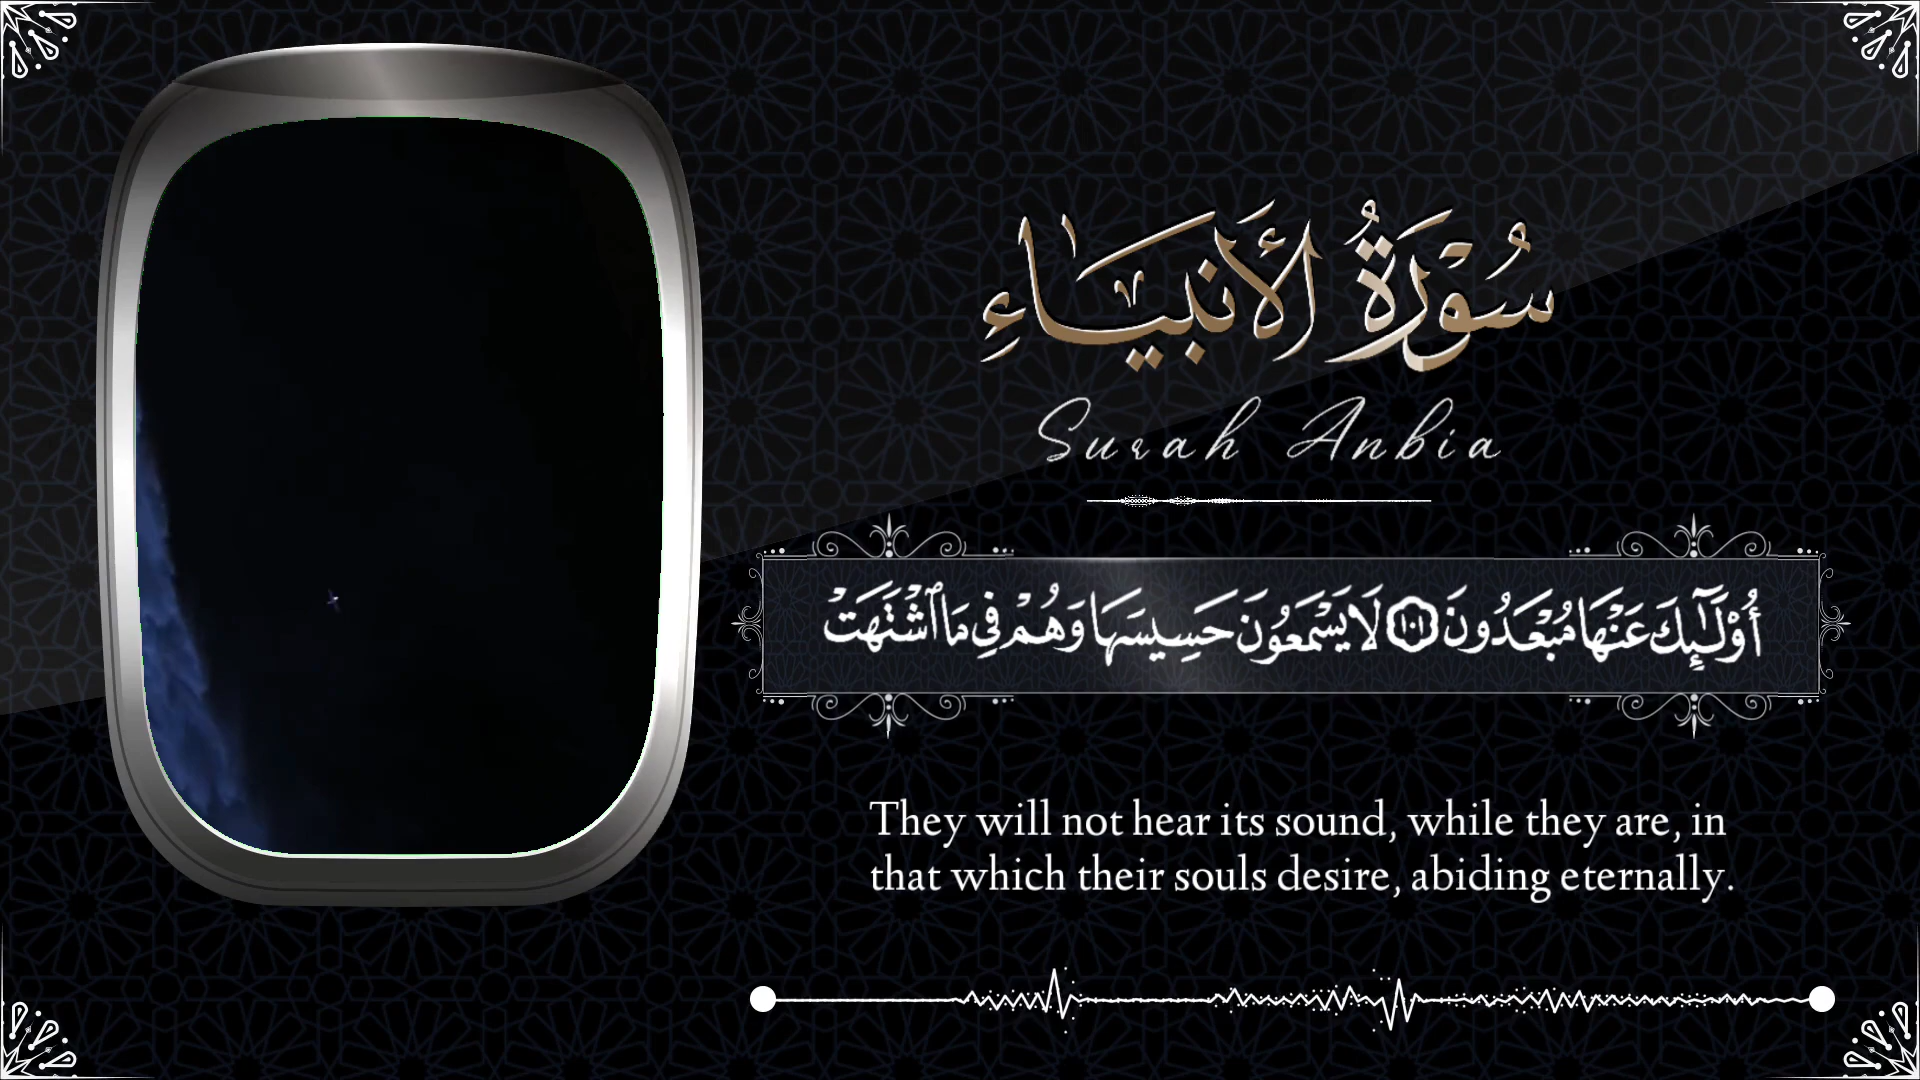 سُوْرَةُ الأَنبِيَاءِ
Surah Anbia
أُو۟لَٰٓئِكَ عَنْهَا مُبْعَدُونَ ١٠١ لَا يَسْمَعُونَ حَسِيسَهَا وَهُمْ فِى مَا ٱشْتَهَتْ
They will not hear its sound, while they are, in
that which their souls desire, abiding eternally.